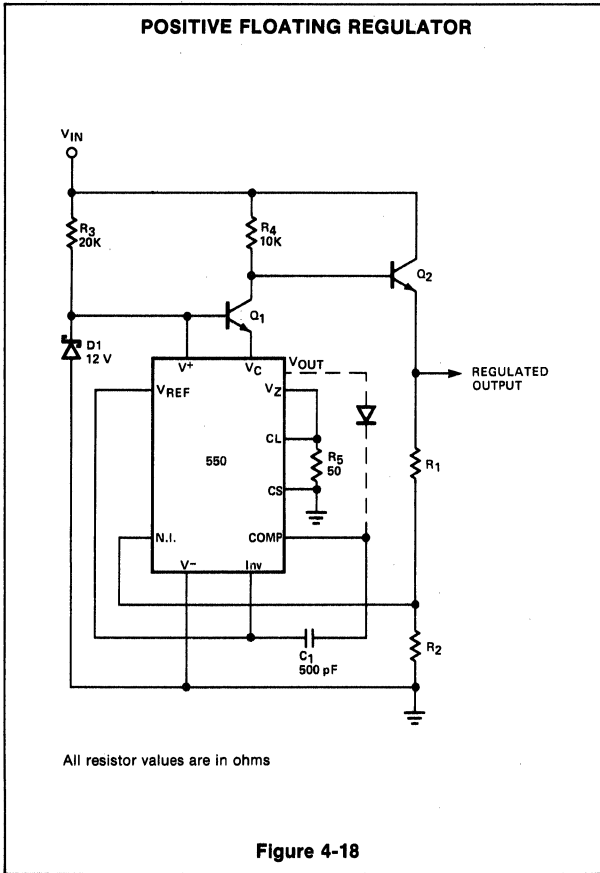 POSITIVE FLOATING REGULATOR
VIN
R3
20K
R4
10K
Q2
Q1
D1
12 V
V+
VC
VOUT
REGULATED
OUTPUT
VREF
VZ
CL
550
R5
50
R1
CS
N.I.
COMP
V−
Inv
C1
500 pF
R2
All resistor values are in ohms
Figure 4-18